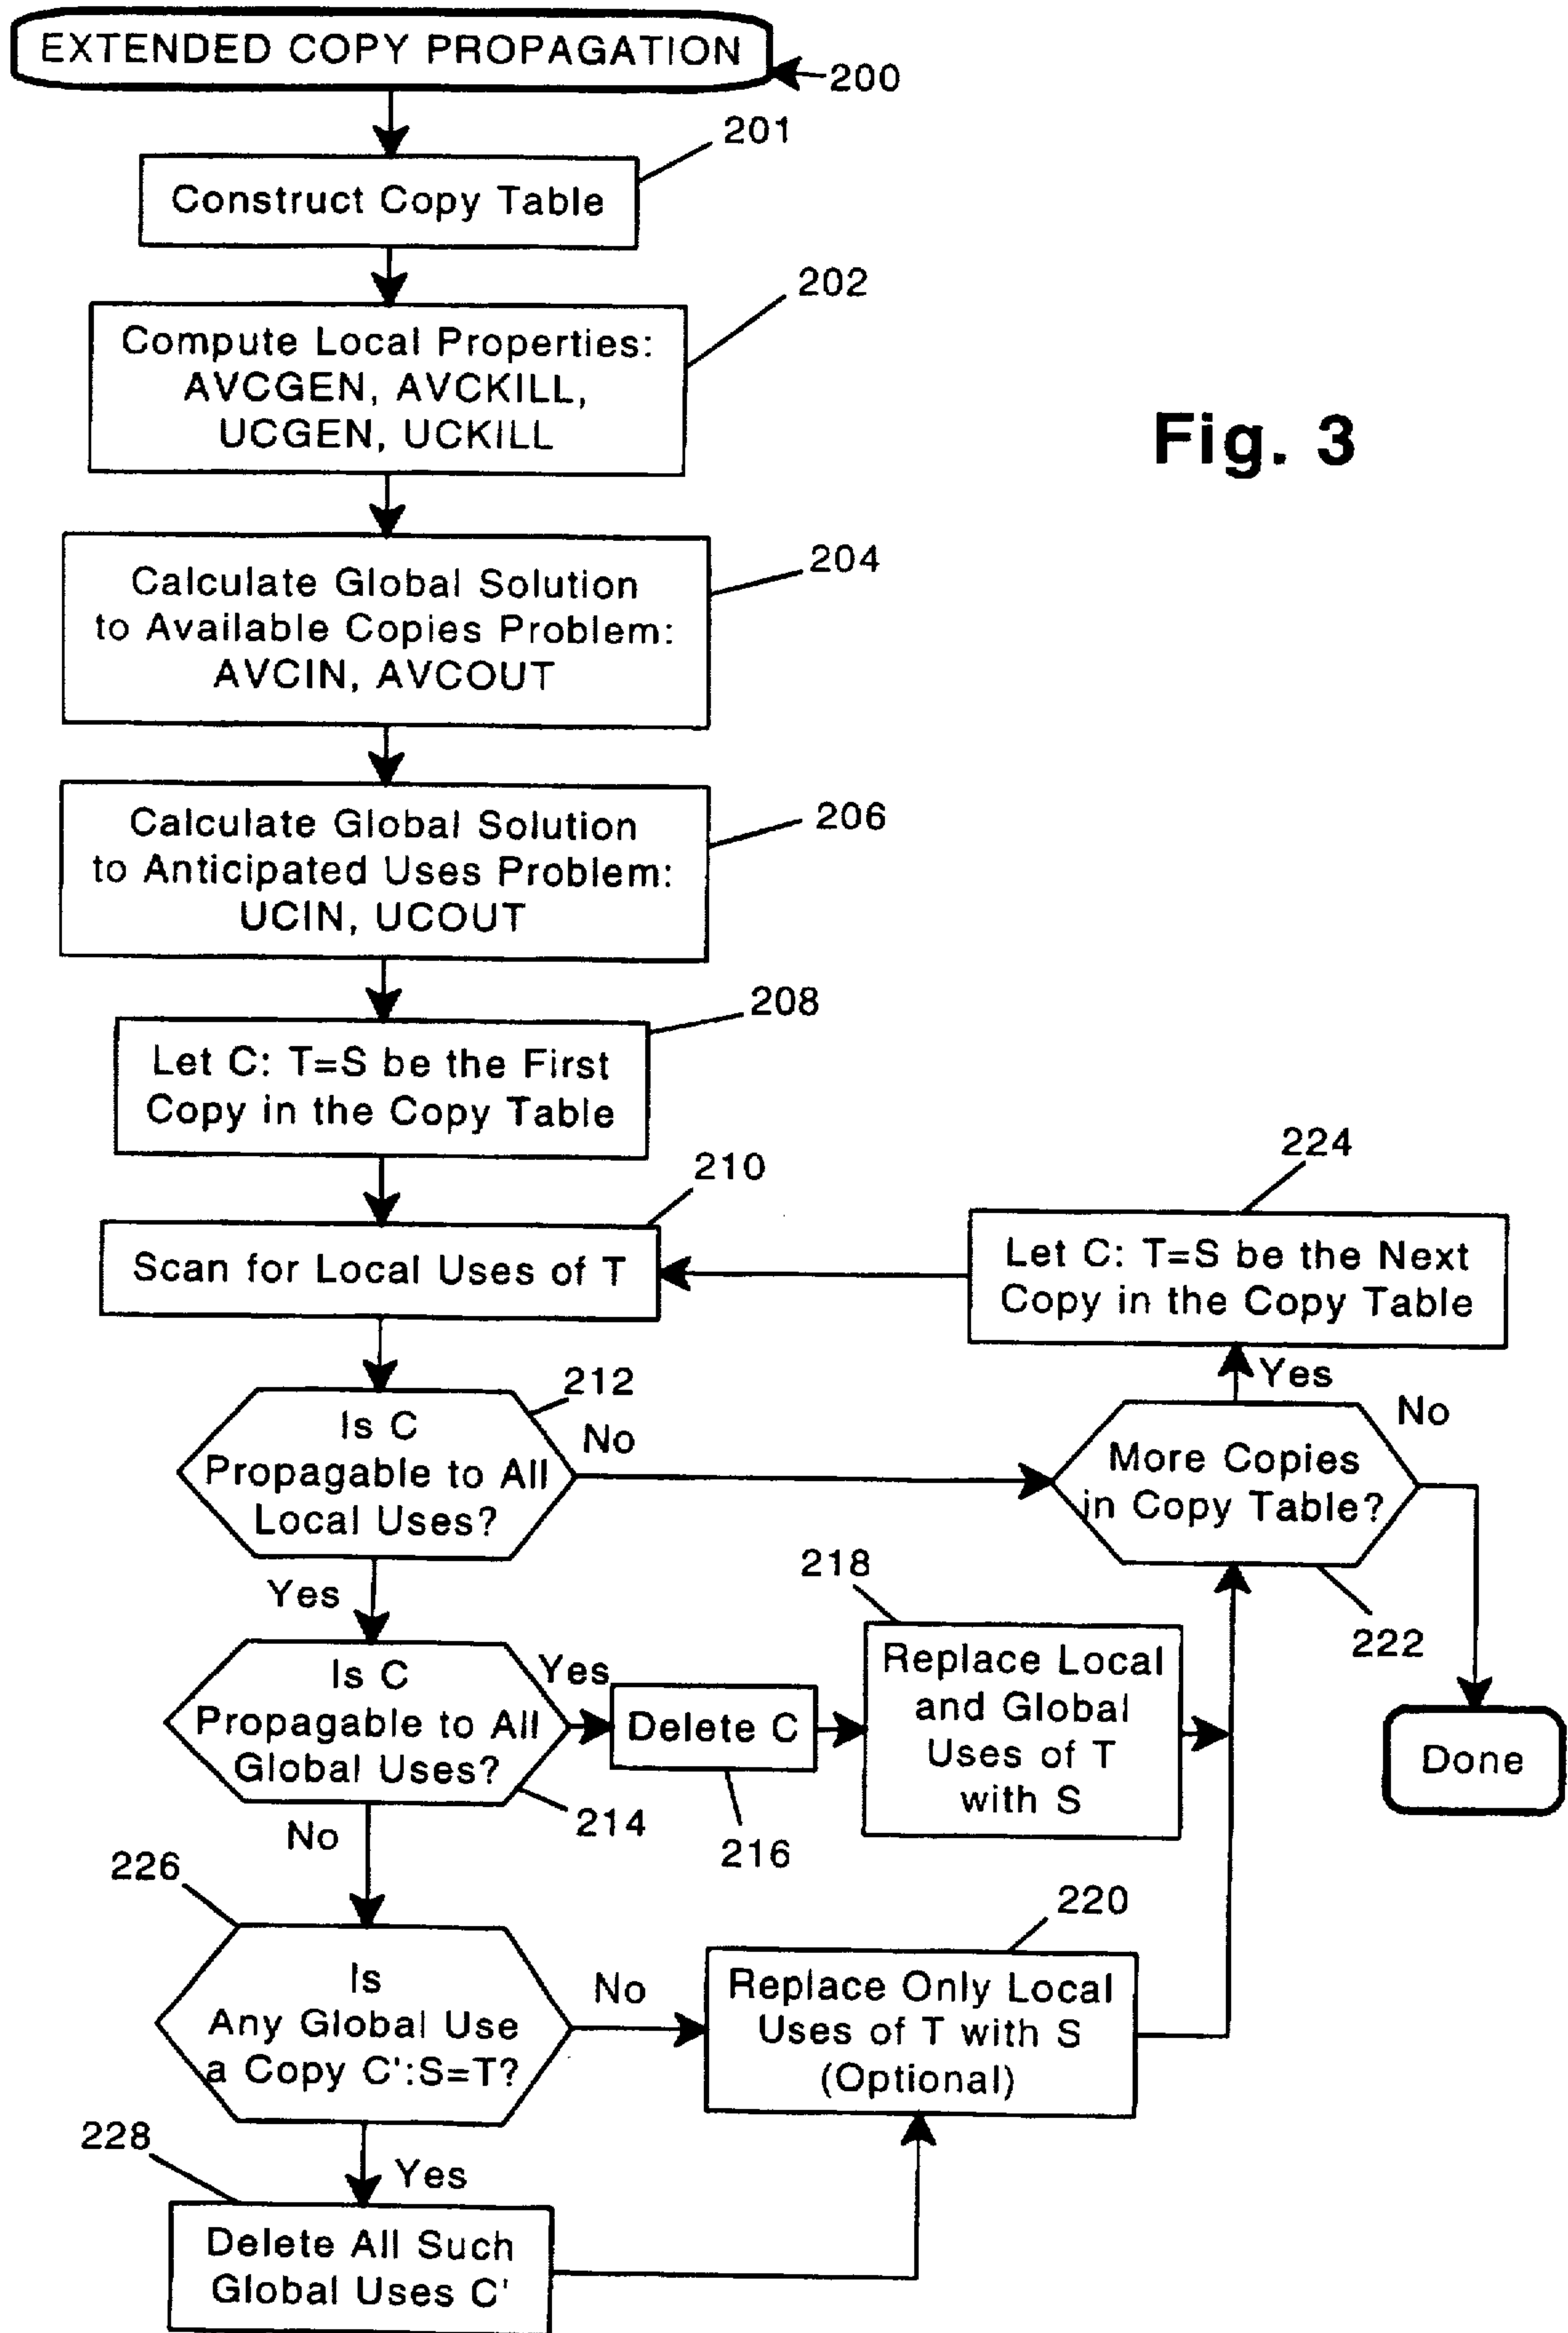 EXTENDED COPY PROPAGATION
200
201
Construct Copy Table
202
Compute Local Properties:
AVCGEN, AVCKILL,
UCGEN, UCKILL
Fig. 3
204
Calculate Global Solution
to Available Copies Problem:
AVCIN, AVCOUT
206
Calculate Global Solution
to Anticipated Uses Problem:
UCIN, UCOUT
208
Let C: T=S be the First
Copy in the Copy Table
210
Scan for Local Uses of T
224
Let C: T=S be the Next
Copy in the Copy Table
212
Is C
Propagable to All
Local Uses?
No
Yes
Yes
No
More Copies
in Copy Table?
222
Done
Is C
Propagable to All
Global Uses?
214
Yes
Delete C
216
218
Replace Local
and Global
Uses of T
with S
No
226
Is
Any Global Use
a Copy C':S=T?
No
220
Replace Only Local
Uses of T with S
(Optional)
Yes
228
Delete All Such
Global Uses C'